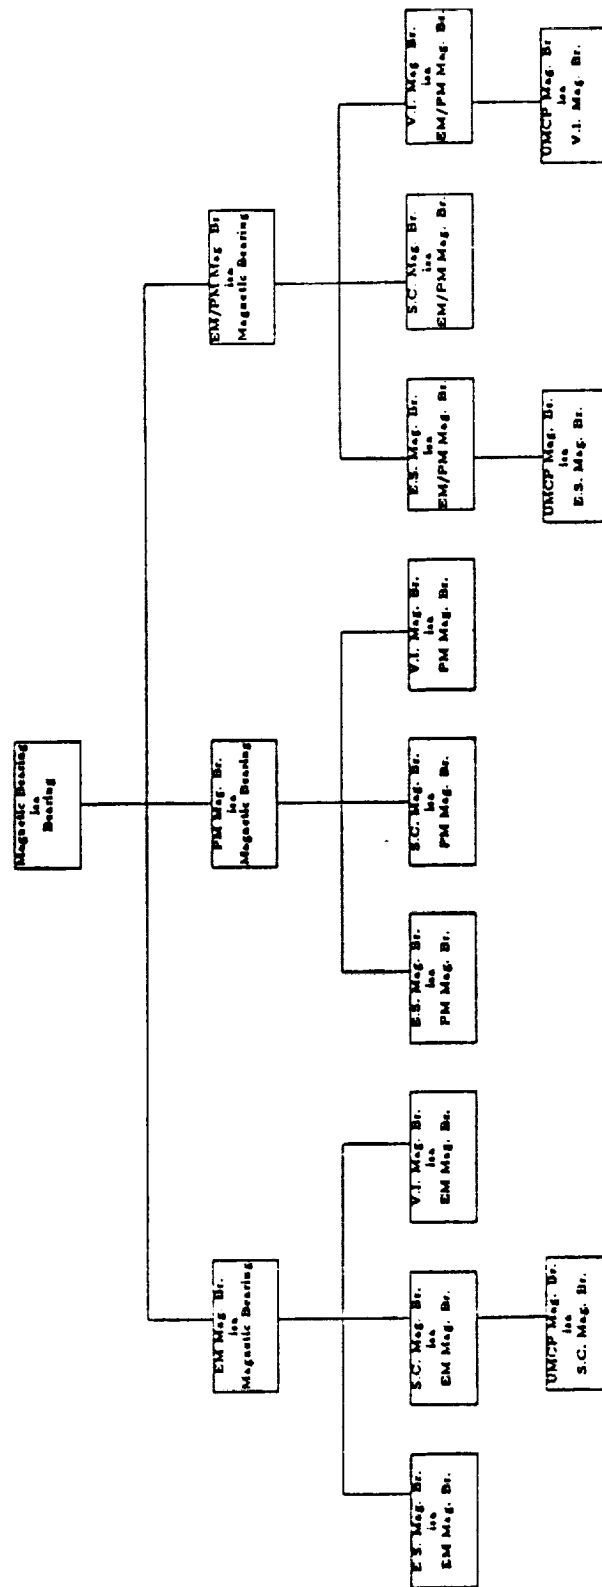 Magnetic Bearing
isa
Bearing
EM Mag. Br.
isa
Magnetic Bearing
PM Mag. Br.
isa
Magnetic Bearing
EM/PM Mag Br.
isa
Magnetic Bearing
E.S. Mag. Br.
isa
EM Mag. Br.
S.C. Mag. Br.
isa
EM Mag. Br.
V.I. Mag. Br.
isa
EM Mag. Br.
E.S. Mag. Br.
isa
PM Mag. Br.
S.C. Mag. Br.
isa
PM Mag. Br.
V.I. Mag. Br.
isa
PM Mag. Br.
E.S. Mag. Br.
isa
EM/PM Mag. Br.
S.C. Mag. Br.
isa
EM/PM Mag. Br.
V.I. Mag. Br.
isa
EM/PM Mag. Br.
UMCP Mag. Br.
isa
S.C. Mag. Br.
UMCP Mag. Br.
isa
E.S. Mag. Br.
UMCP Mag. Br
isa
V.I. Mag. Br.